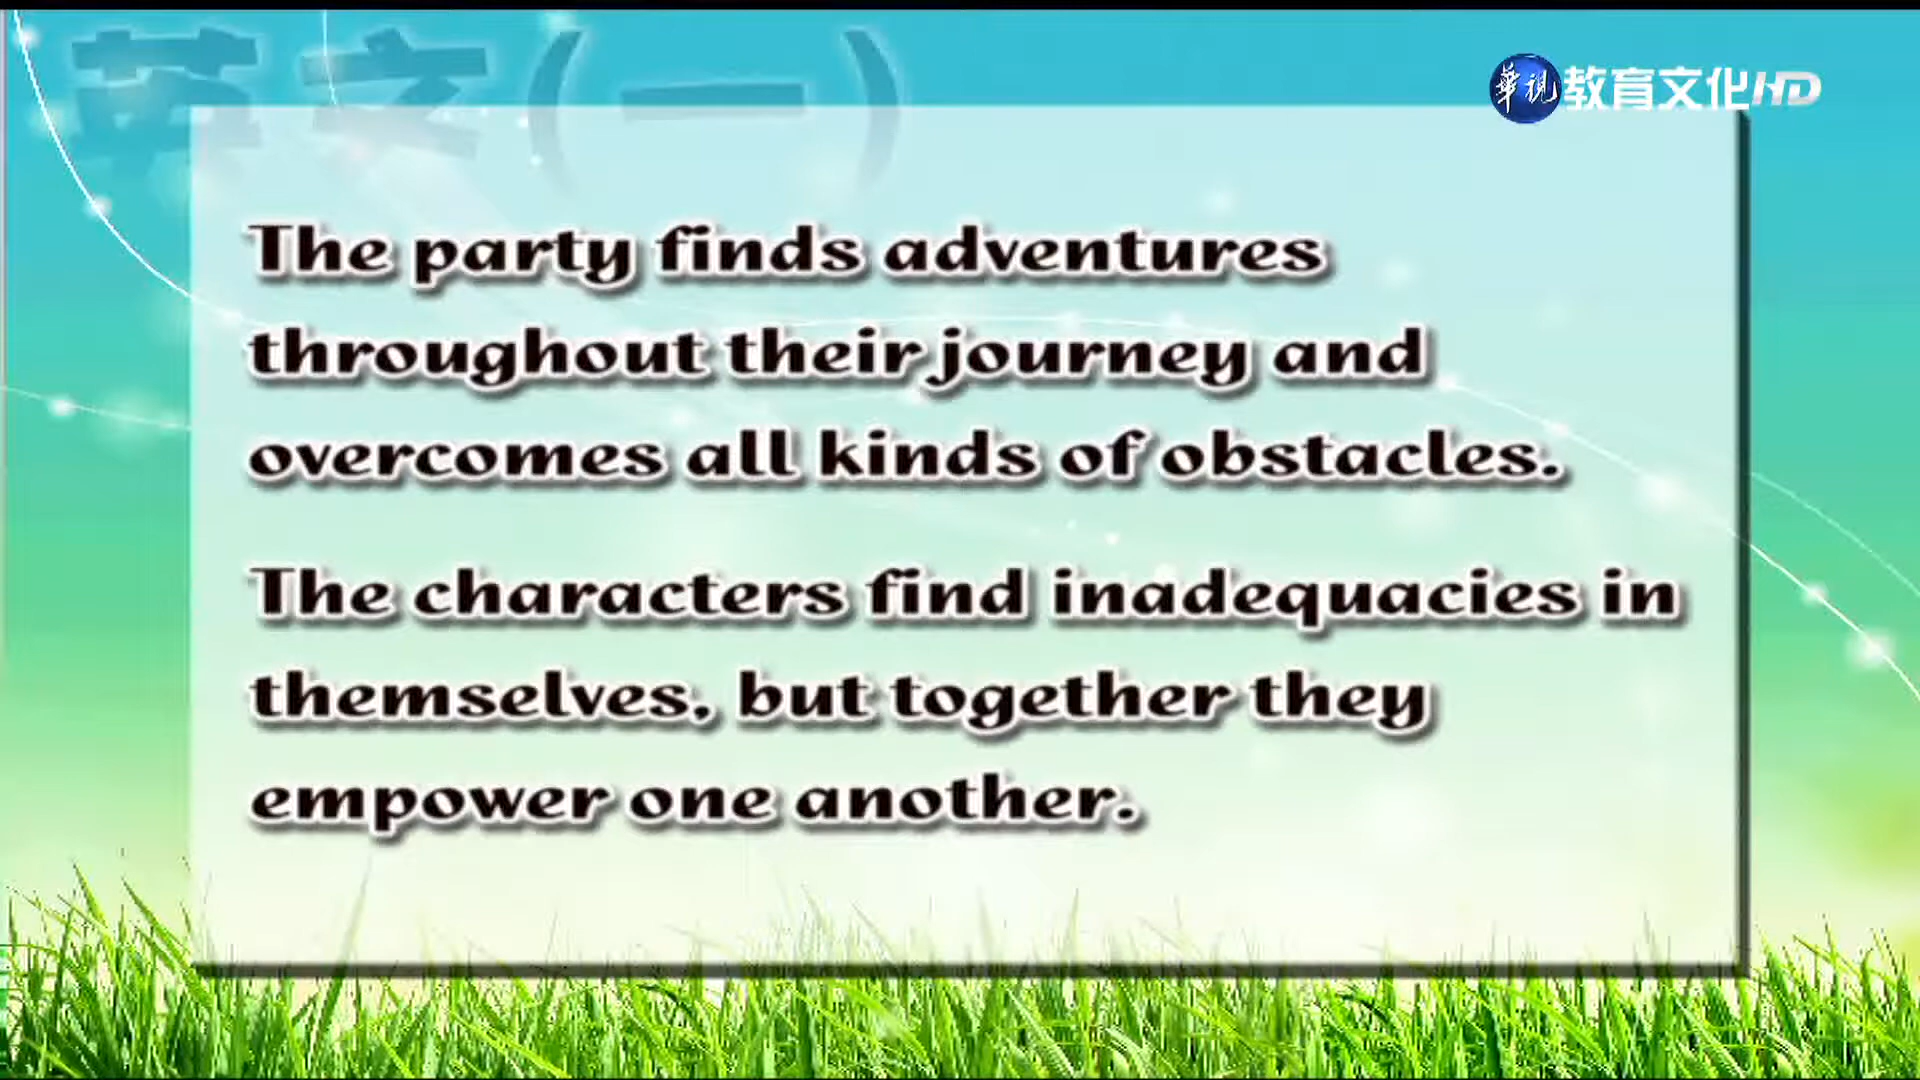 英文(一)
華視 教育文化HD
The party finds adventures
throughout their journey and
overcomes all kinds of obstacles.
The characters find inadequacies in
themselves, but together they
empower one another.